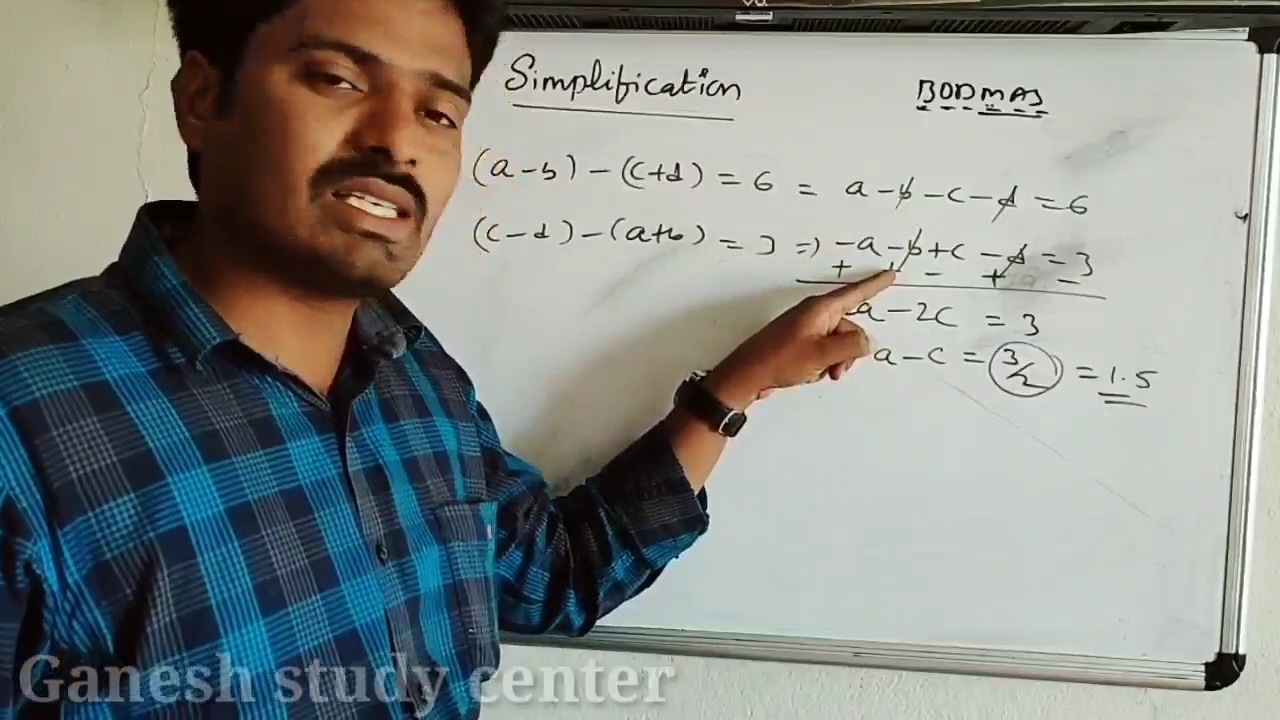 Simplification
BODMAS
(a-b) - (c+d) = 6 = a - b - c - d = 6
(c-d) - (a+b) = 3 => -a - b + c - d = 3
+ + - + -
a - 2c = 3
a - c = 3/2 = 1.5
Ganesh study center